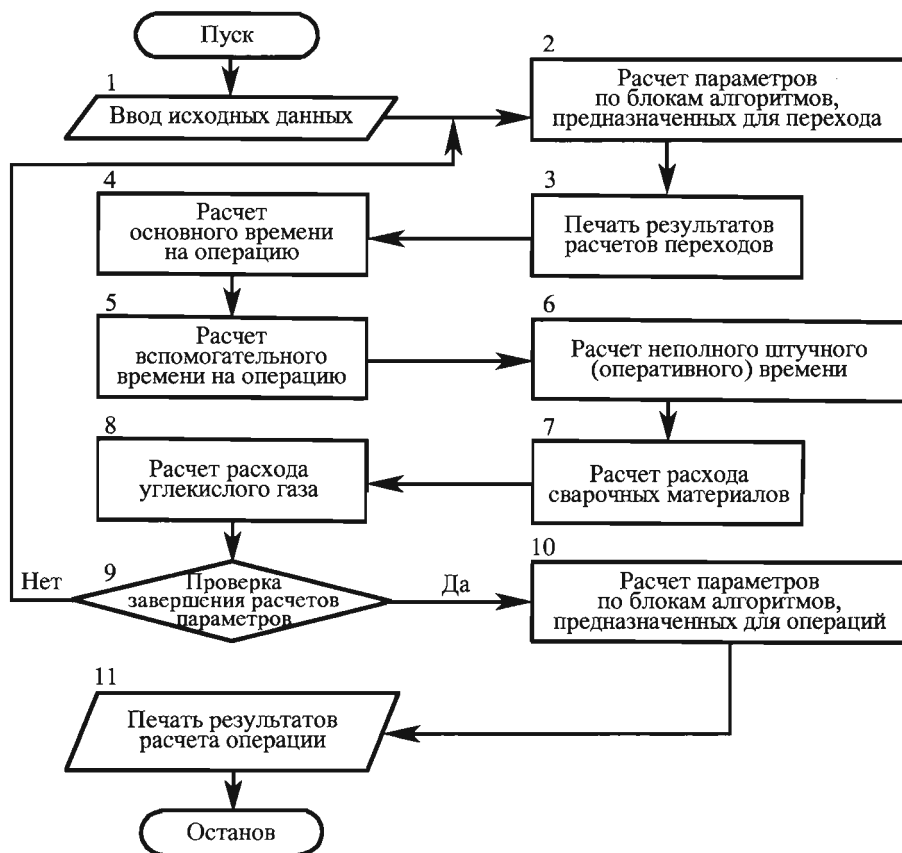 Пуск
1
Ввод исходных данных
2
Расчет параметров
по блокам алгоритмов,
предназначенных для перехода
3
Печать результатов
расчетов переходов
4
Расчет
основного времени
на операцию
5
Расчет
вспомогательного
времени на операцию
6
Расчет неполного штучного
(оперативного) времени
7
Расчет расхода
сварочных материалов
8
Расчет расхода
углекислого газа
9
Проверка
завершения расчетов
параметров
Нет
Да
10
Расчет параметров
по блокам алгоритмов,
предназначенных для операций
11
Печать результатов
расчета операции
Останов